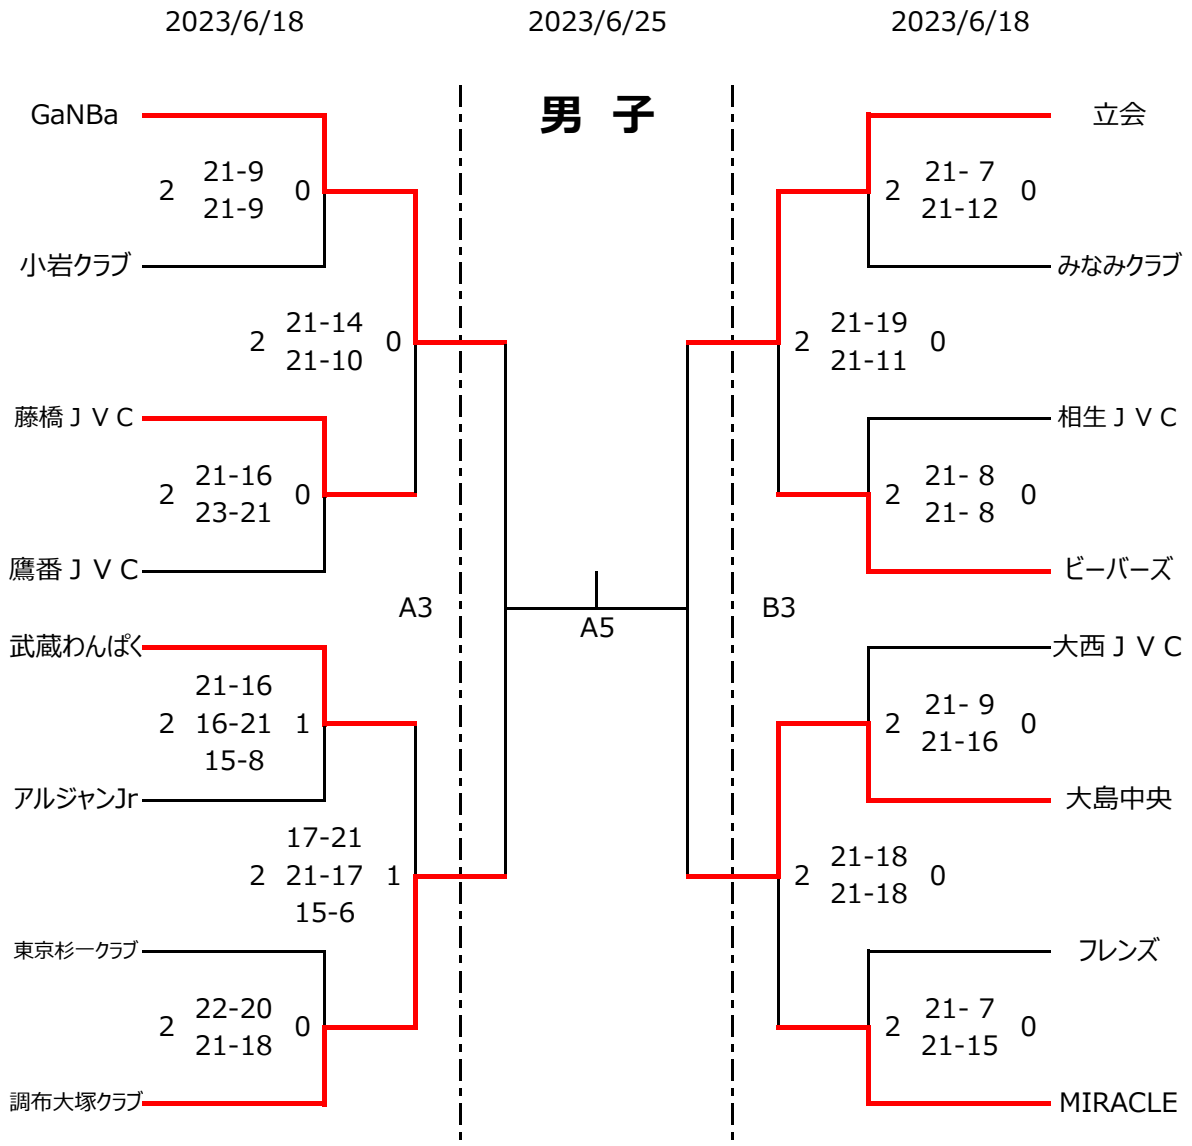 2023/6/18 2023/6/25 2023/6/18
男 子
GaNBa 立会
2 21-9 0
21-9
2 21- 7 0
21-12
小岩クラブ みなみクラブ
2 21-14 0
21-10
2 21-19 0
21-11
藤橋ＪＶＣ 相生ＪＶＣ
2 21-16 0
23-21
2 21- 8 0
21- 8
鷹番ＪＶＣ ビーバーズ
A3 A5 B3
武蔵わんぱく 大西ＪＶＣ
21-16
2 16-21 1
15-8
2 21- 9 0
21-16
アルジャンJr 大島中央
17-21
2 21-17 1
15-6
2 21-18 0
21-18
東京杉一クラブ フレンズ
2 22-20 0
21-18
2 21- 7 0
21-15
調布大塚クラブ MIRACLE